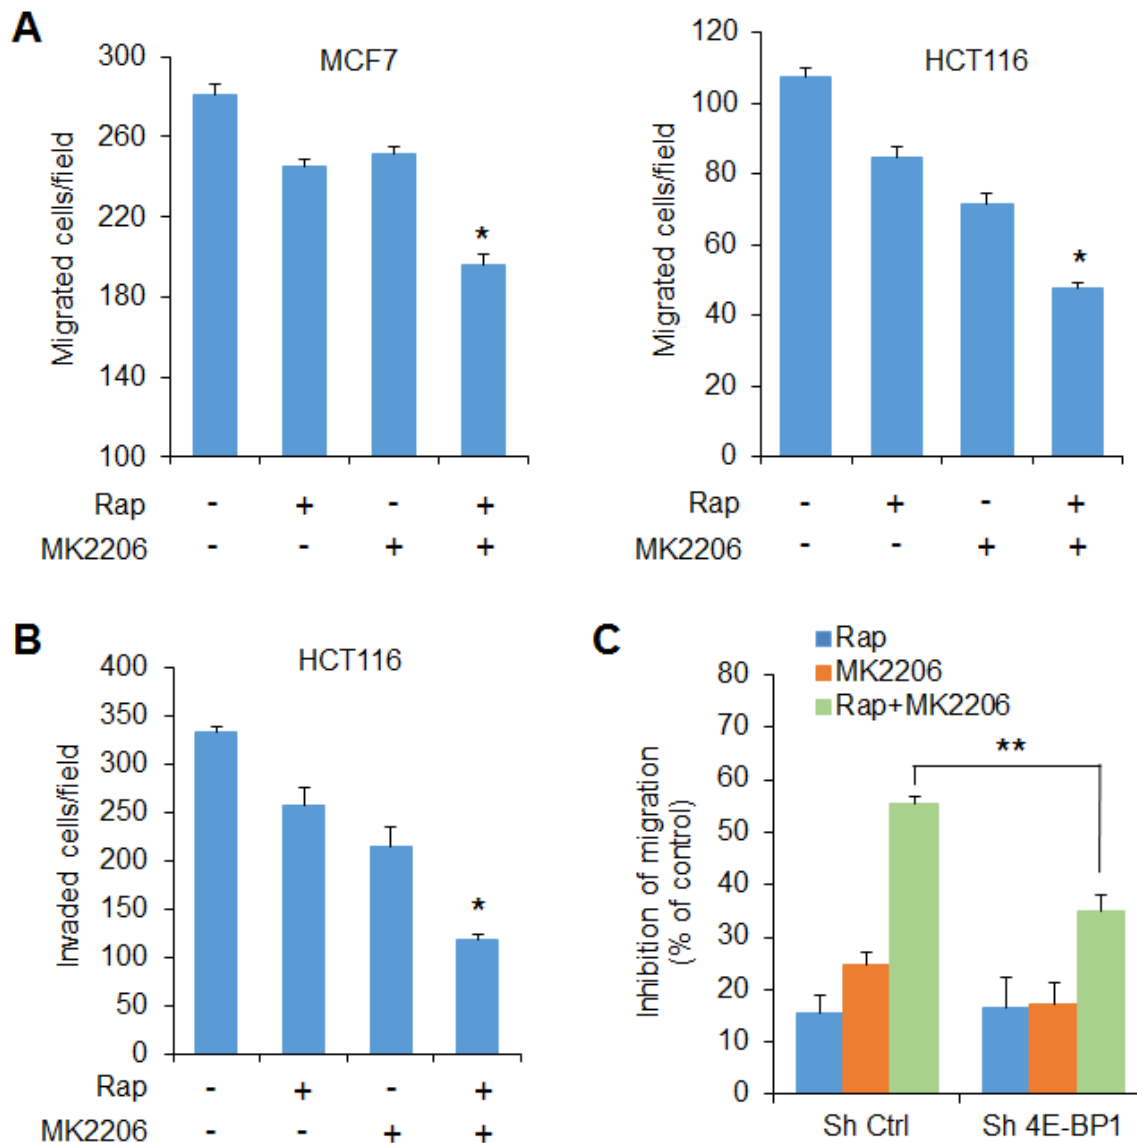 A
MCF7
Migrated cells/field
300
260
220
180
140
100
*
Rap - + - +
MK2206 - - + +
HCT116
Migrated cells/field
120
100
80
60
40
20
0
*
Rap - + - +
MK2206 - - + +
B
HCT116
Invaded cells/field
400
350
300
250
200
150
100
50
0
*
Rap - + - +
MK2206 - - + +
C
Rap
MK2206
Rap+MK2206
Inhibition of migration
(% of control)
80
70
60
50
40
30
20
10
0
**
Sh Ctrl Sh 4E-BP1